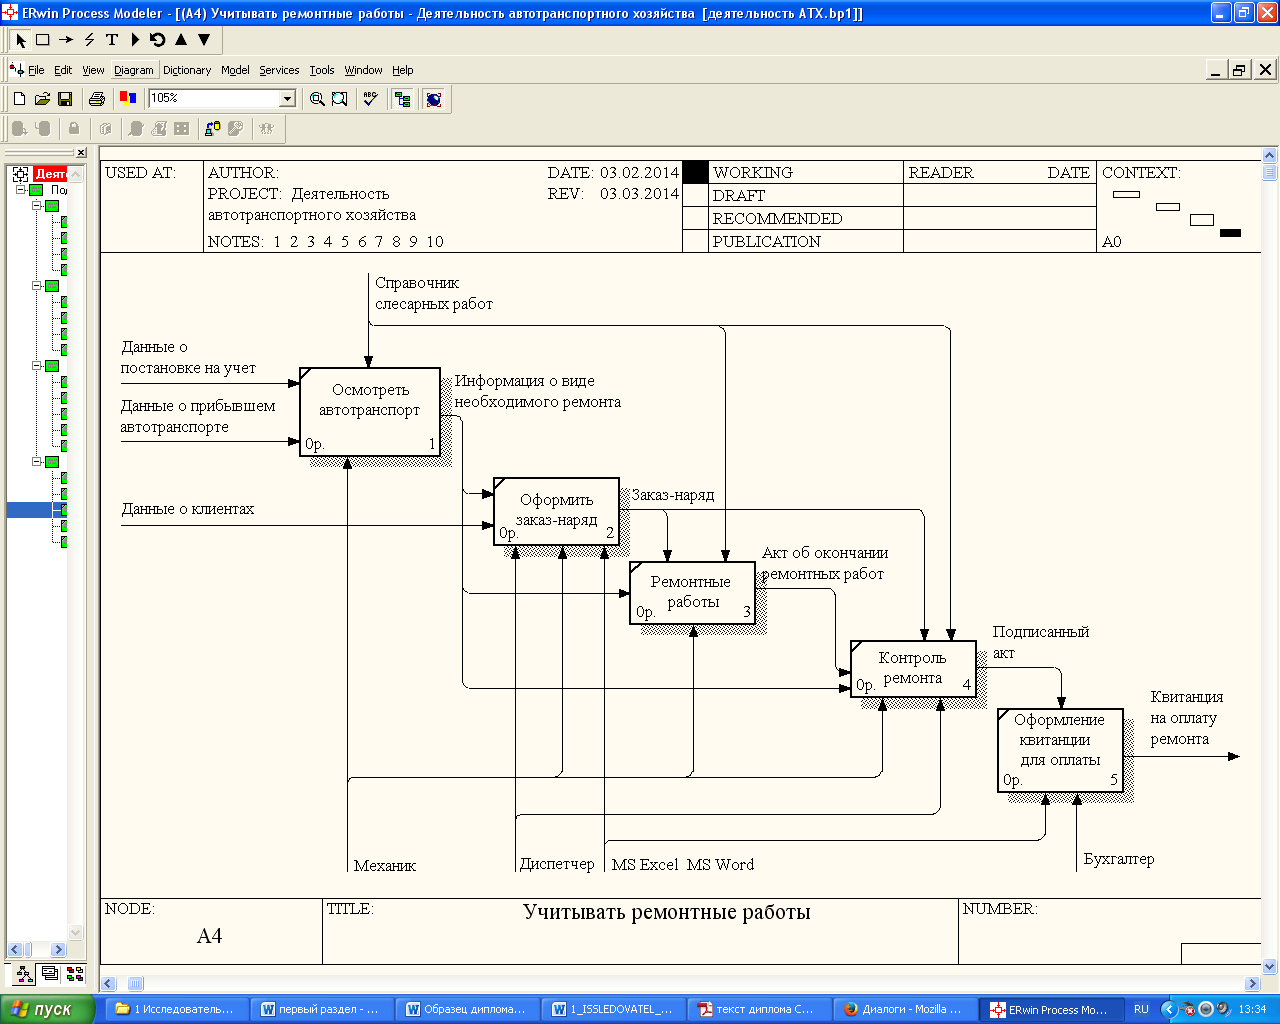 ERwin Process Modeler - [(A4) Учитывать ремонтные работы - Деятельность автотранспортного хозяйства [деятельность АТХ.bp1]]
File Edit View Diagram Dictionary Model Services Tools Window Help
105%
Деят
По
USED AT:
AUTHOR:
DATE: 03.02.2014
PROJECT: Деятельность
автотранспортного хозяйства
REV: 03.03.2014
NOTES: 1 2 3 4 5 6 7 8 9 10
WORKING
DRAFT
RECOMMENDED
PUBLICATION
READER DATE
CONTEXT:
A0
Справочник
слесарных работ
Данные о
постановке на учет
Данные о прибывшем
автотранспорте
Осмотреть
автотранспорт
0р. 1
Информация о виде
необходимого ремонта
Данные о клиентах
Оформить
заказ-наряд
0р. 2
Заказ-наряд
Ремонтные
работы
0р. 3
Акт об окончании
ремонтных работ
Контроль
ремонта
0р. 4
Подписанный
акт
Оформление
квитанции
для оплаты
0р. 5
Квитанция
на оплату
ремонта
Механик
Диспетчер
MS Excel MS Word
Бухгалтер
NODE:
A4
TITLE:
Учитывать ремонтные работы
NUMBER:
пуск
1 Исследователь...
первый раздел - ...
Образец диплома...
1_ISSLEDOVATEL_...
текст диплома С...
Диалоги - Mozilla ...
ERwin Process Mo...
RU
13:34